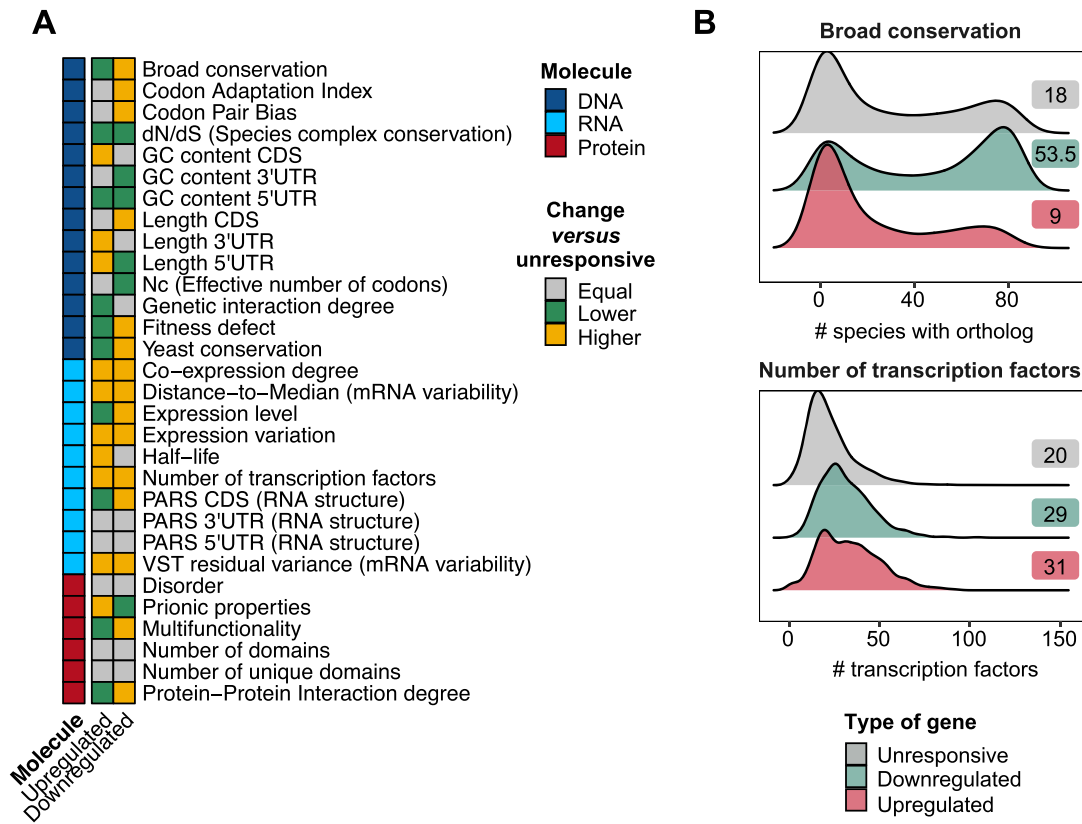 A
Broad conservation
Codon Adaptation Index
Codon Pair Bias
dN/dS (Species complex conservation)
GC content CDS
GC content 3'UTR
GC content 5'UTR
Length CDS
Length 3'UTR
Length 5'UTR
Nc (Effective number of codons)
Genetic interaction degree
Fitness defect
Yeast conservation
Co−expression degree
Distance−to−Median (mRNA variability)
Expression level
Expression variation
Half−life
Number of transcription factors
PARS CDS (RNA structure)
PARS 3'UTR (RNA structure)
PARS 5'UTR (RNA structure)
VST residual variance (mRNA variability)
Disorder
Prionic properties
Multifunctionality
Number of domains
Number of unique domains
Protein−Protein Interaction degree
Molecule
Upregulated
Downregulated
Molecule
DNA
RNA
Protein
Change
versus
unresponsive
Equal
Lower
Higher
B
Broad conservation
18
53.5
9
0 40 80
# species with ortholog
Number of transcription factors
20
29
31
0 50 100 150
# transcription factors
Type of gene
Unresponsive
Downregulated
Upregulated